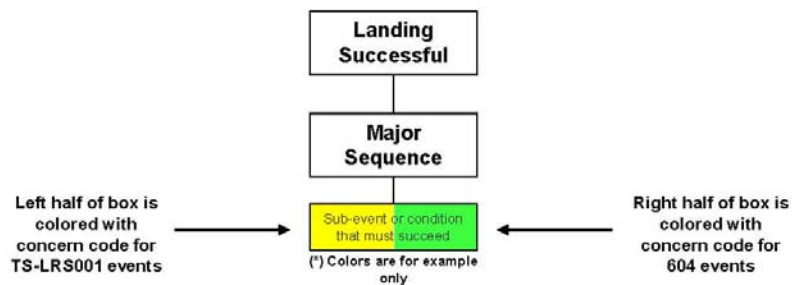 Landing
Successful
Major
Sequence
Left half of box is
colored with
concern code for
TS-LRS001 events
Sub-event or condition
that must succeed
(*) Colors are for example
only
Right half of box is
colored with
concern code for
604 events